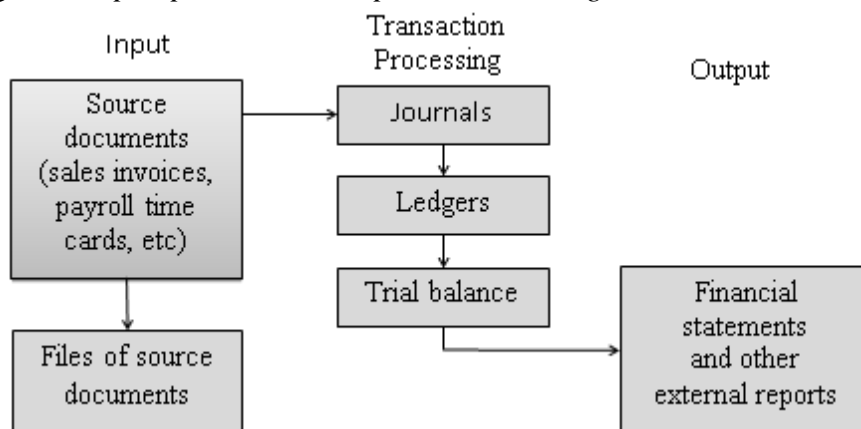 Input
Transaction
Processing
Output
Source
documents
(sales invoices,
payroll time
cards, etc)
Journals
Ledgers
Trial balance
Files of source
documents
Financial
statements
and other
external reports